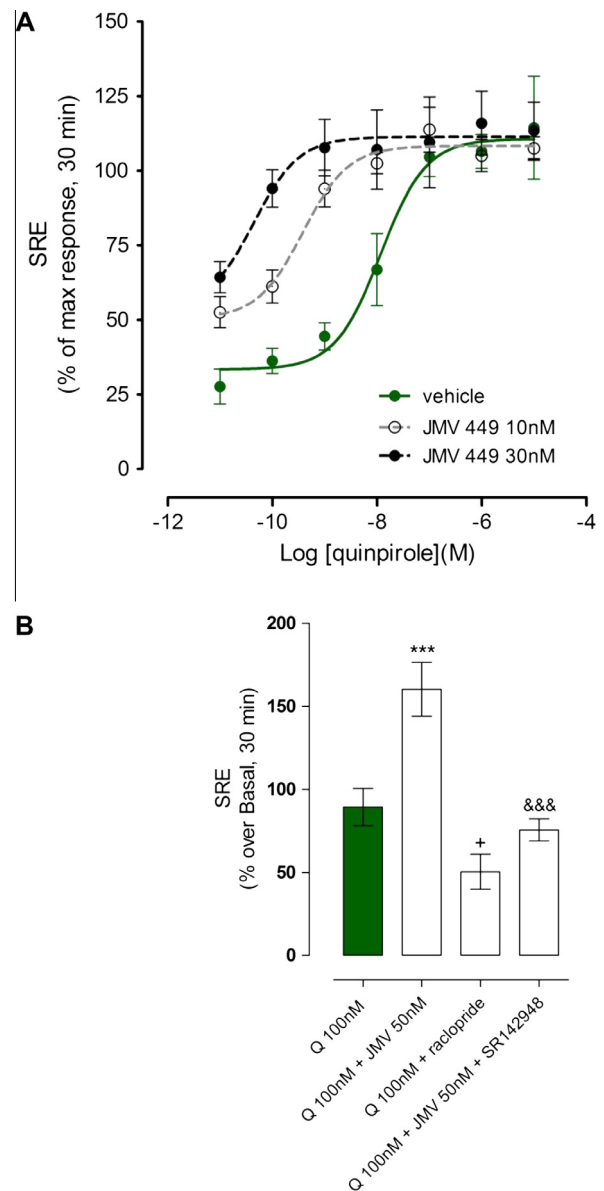 A
150
125
100
75
50
25
0
SRE
(% of max response, 30 min)
vehicle
JMV 449 10nM
JMV 449 30nM
-12
-10
-8
-6
-4
Log [quinpirole](M)
B
200
150
100
50
0
SRE
(% over Basal, 30 min)
***
+
&&&
Q 100nM
Q 100nM + JMV 50nM
Q 100nM + raclopride
Q 100nM + JMV 50nM + SR142948